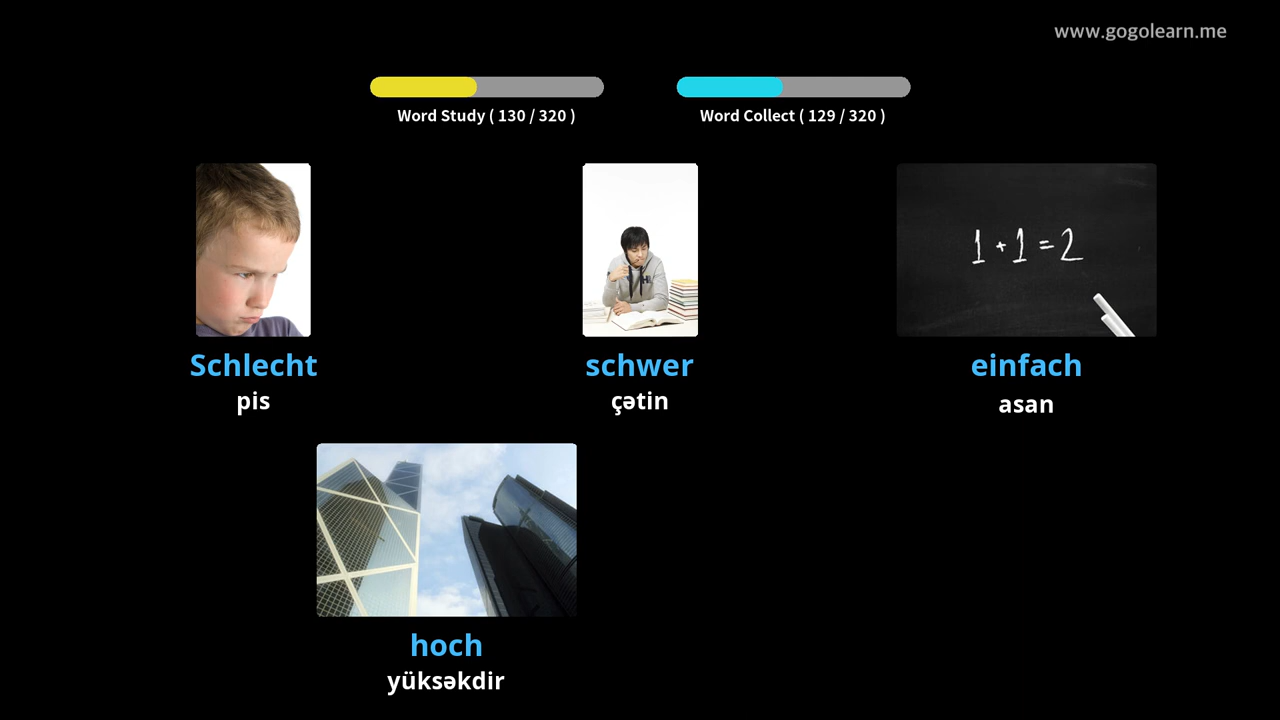 www.gogolearn.me
Word Study ( 130 / 320 )
Word Collect ( 129 / 320 )
1 + 1 = 2
Schlecht
pis
schwer
çətin
einfach
asan
hoch
yüksəkdir